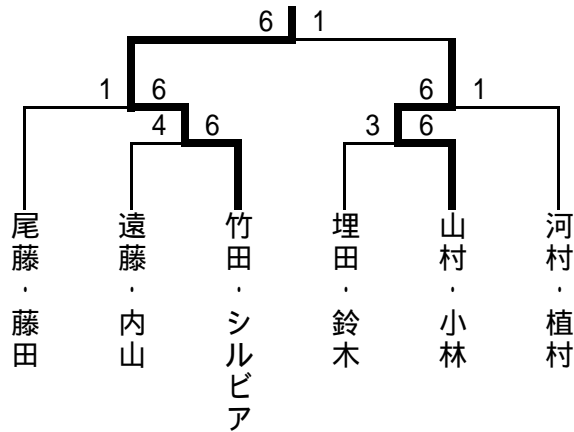 6 1
1 6 6 1
4 6 3 6
尾藤・藤田
遠藤・内山
竹田・シルビア
埋田・鈴木
山村・小林
河村・植村